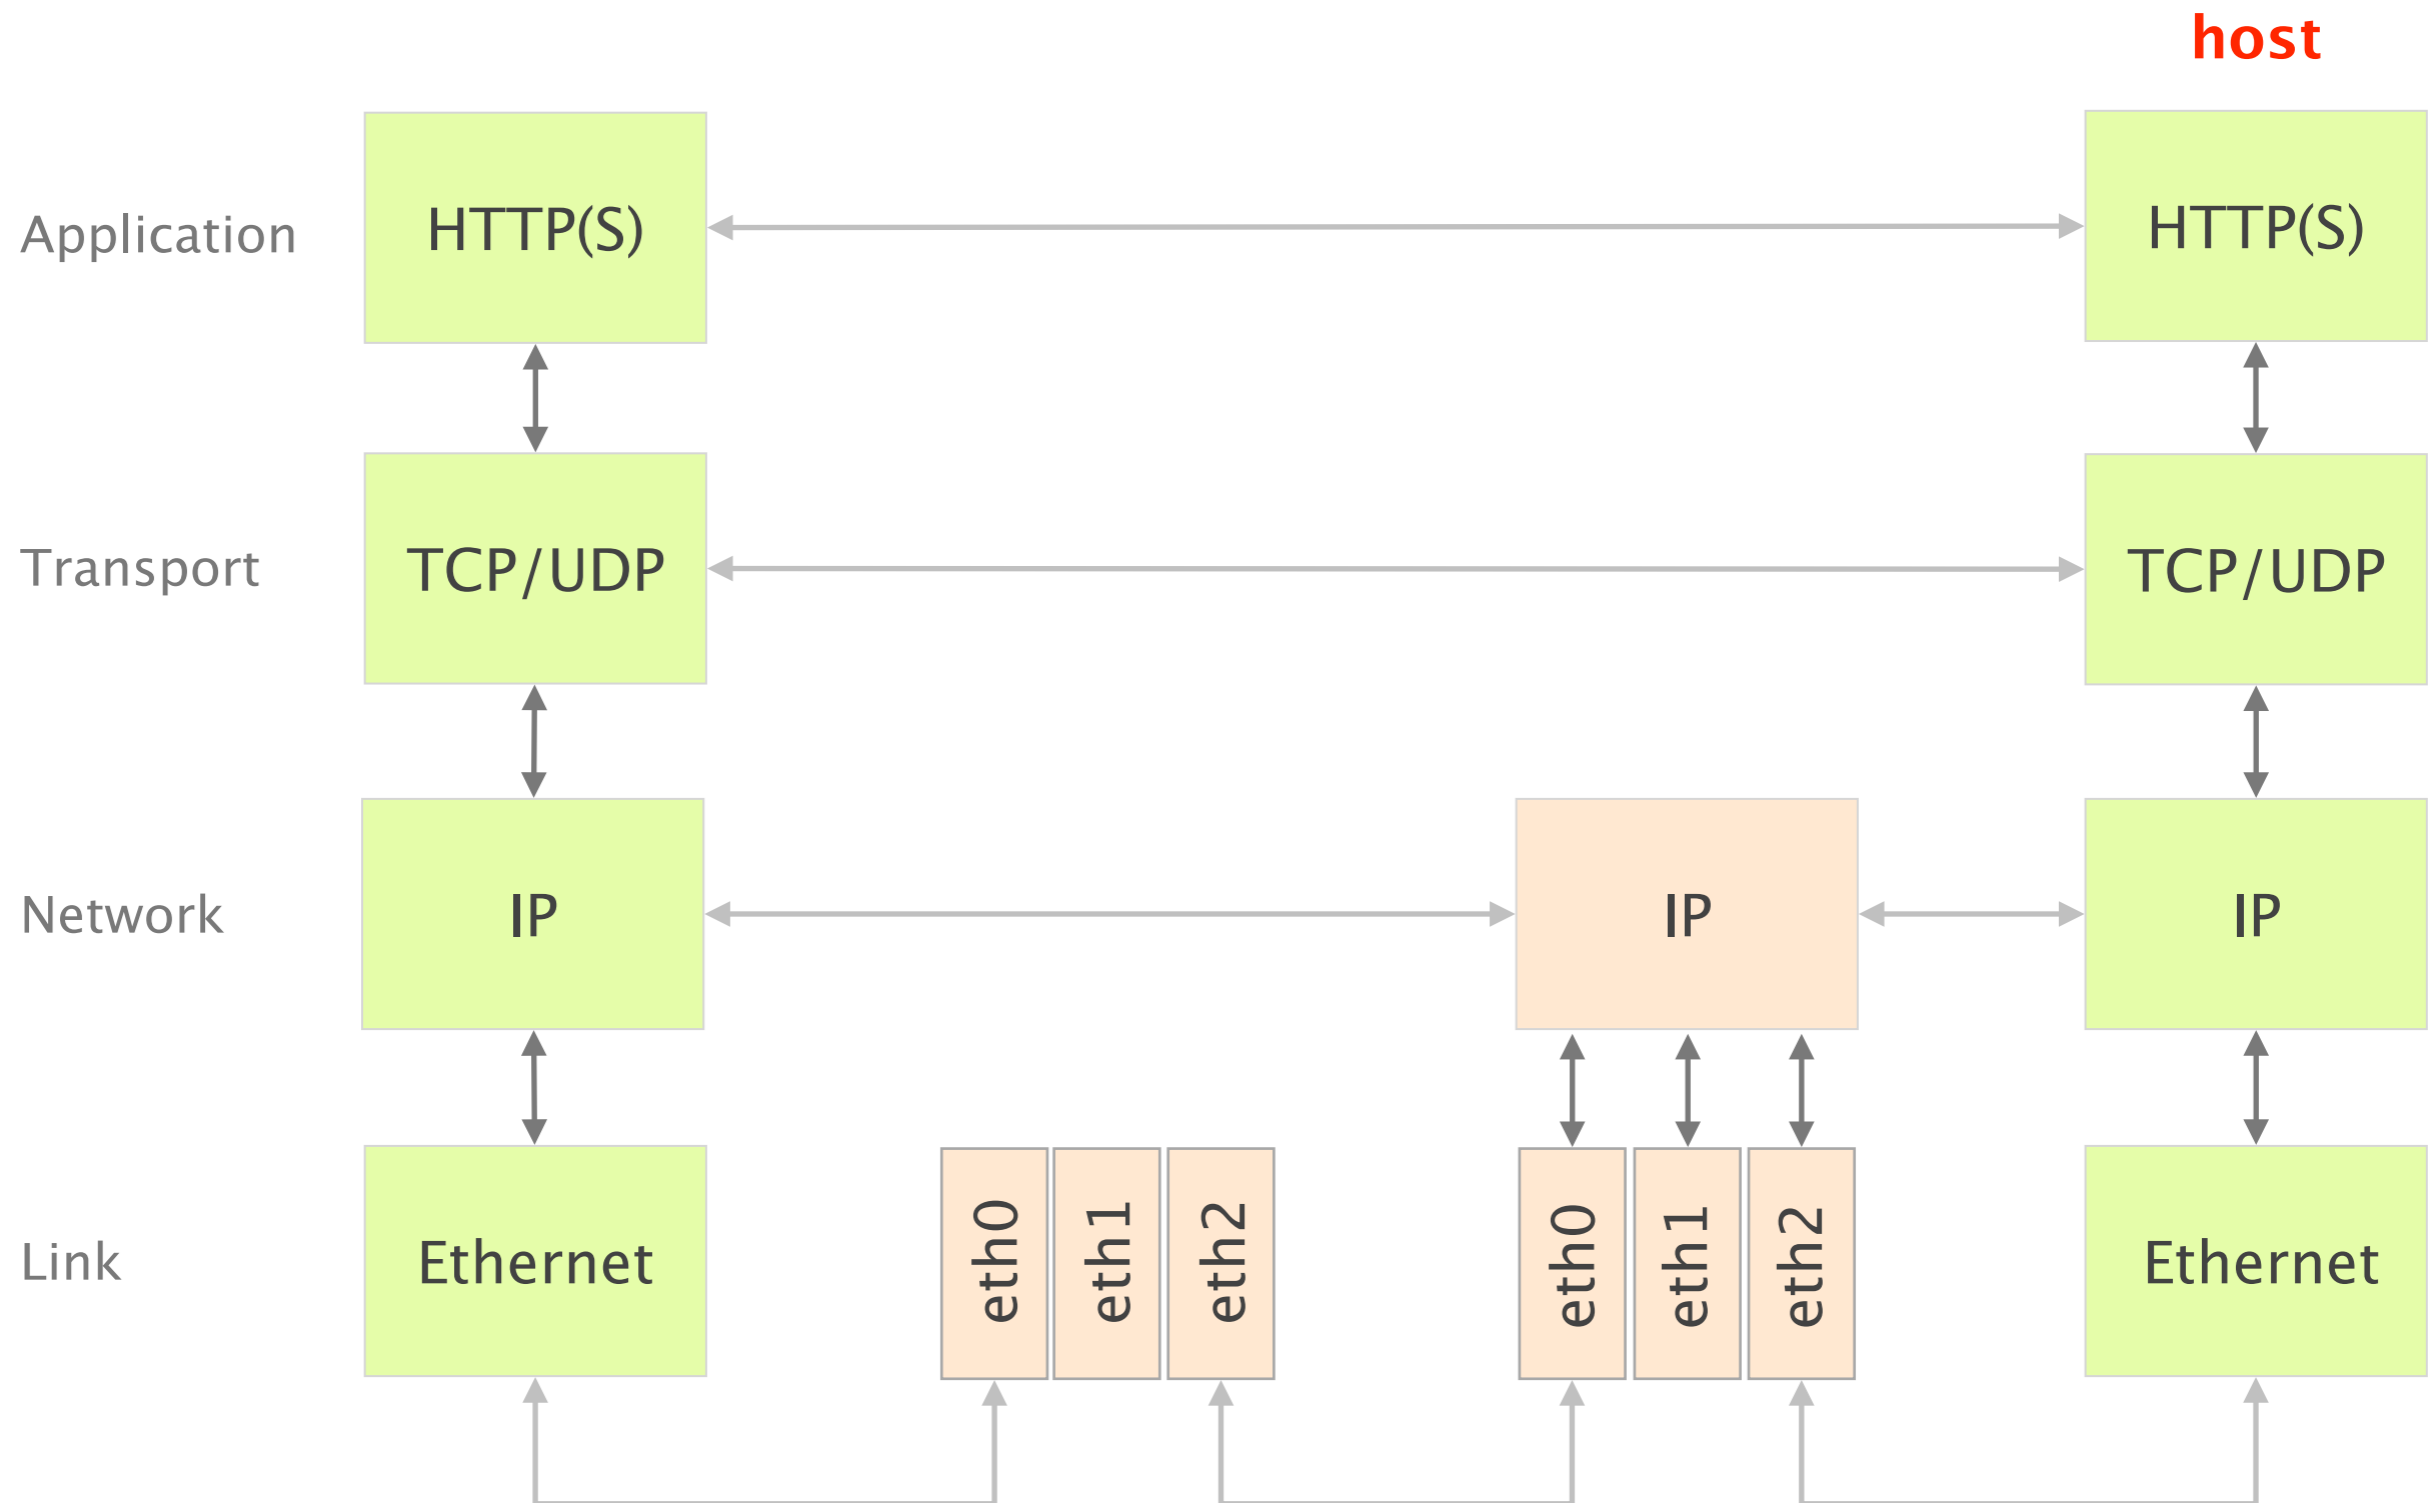 host
Application
HTTP(S)
HTTP(S)
Transport
TCP/UDP
TCP/UDP
Network
IP
IP
IP
Link
Ethernet
eth0
eth1
eth2
eth0
eth1
eth2
Ethernet